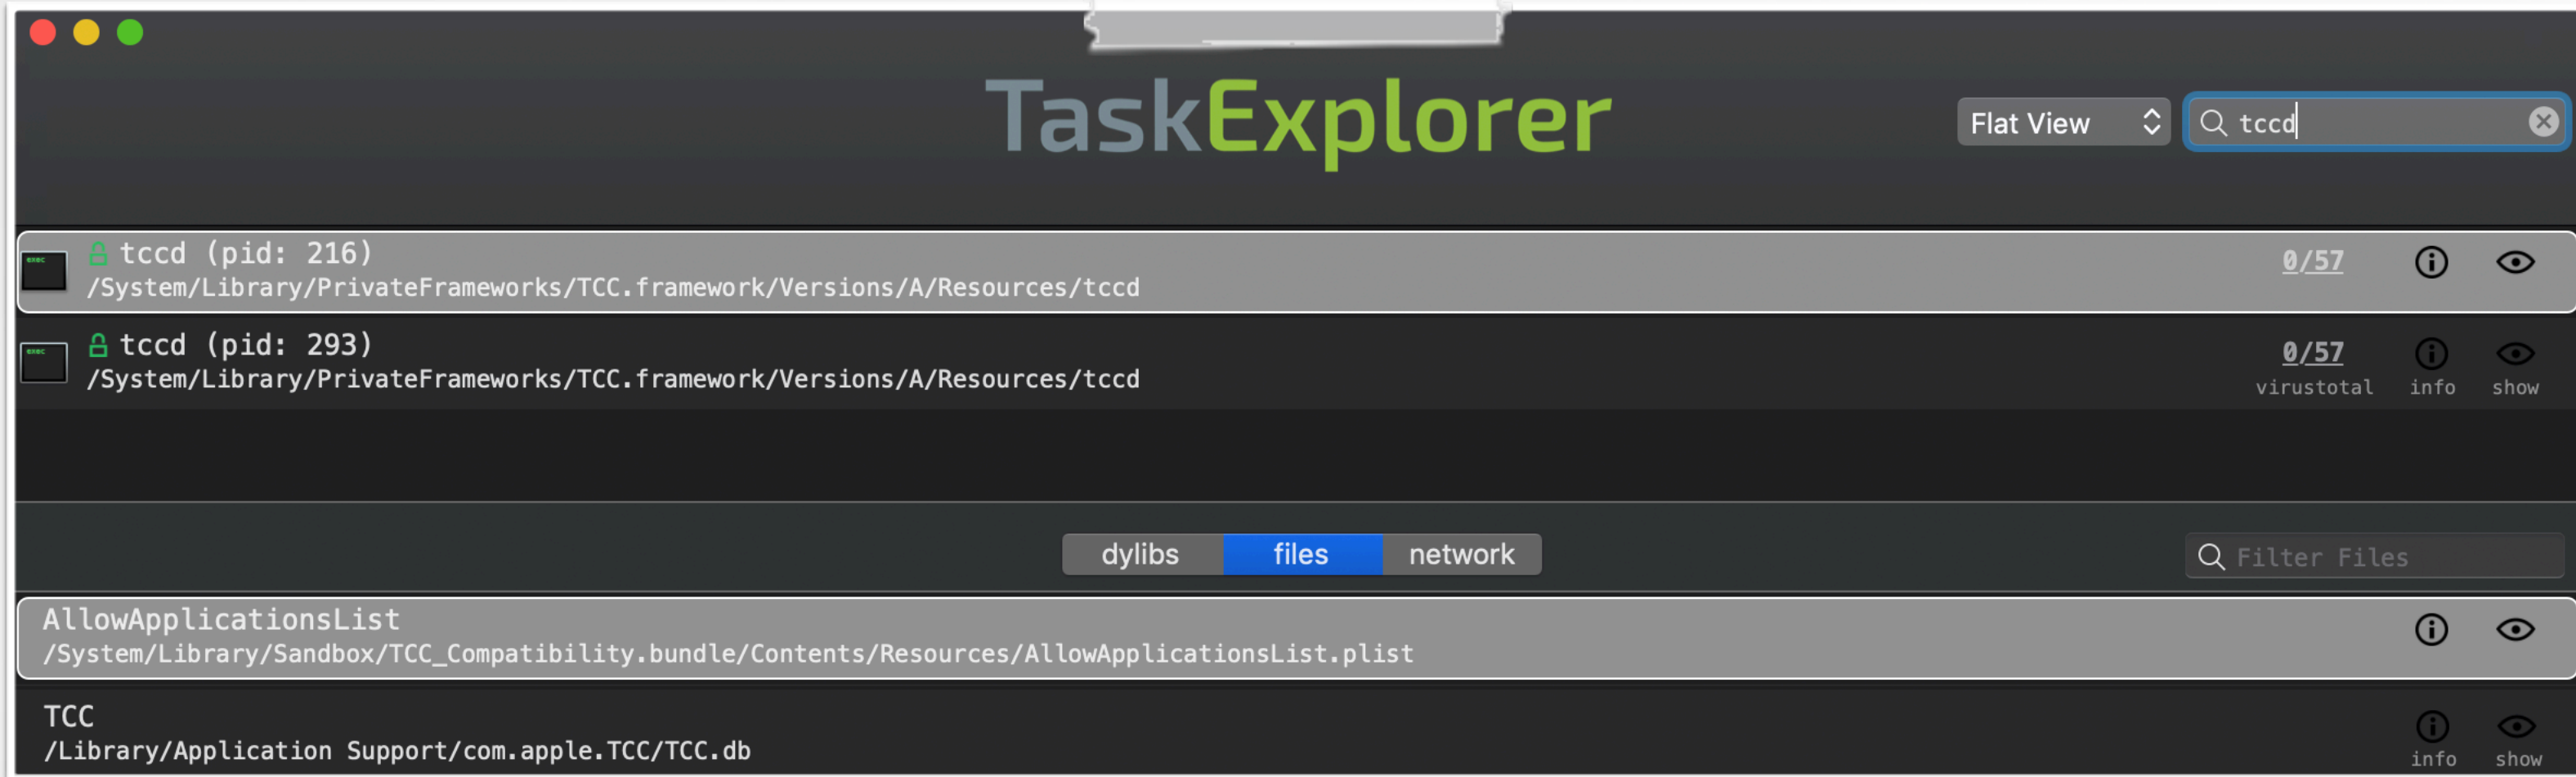 TaskExplorer
Flat View
tccd
exec
tccd (pid: 216)
0/57
/System/Library/PrivateFrameworks/TCC.framework/Versions/A/Resources/tccd
exec
tccd (pid: 293)
0/57
/System/Library/PrivateFrameworks/TCC.framework/Versions/A/Resources/tccd
virustotal info show
dylibs files network
Filter Files
AllowApplicationsList
/System/Library/Sandbox/TCC_Compatibility.bundle/Contents/Resources/AllowApplicationsList.plist
TCC
/Library/Application Support/com.apple.TCC/TCC.db
info show